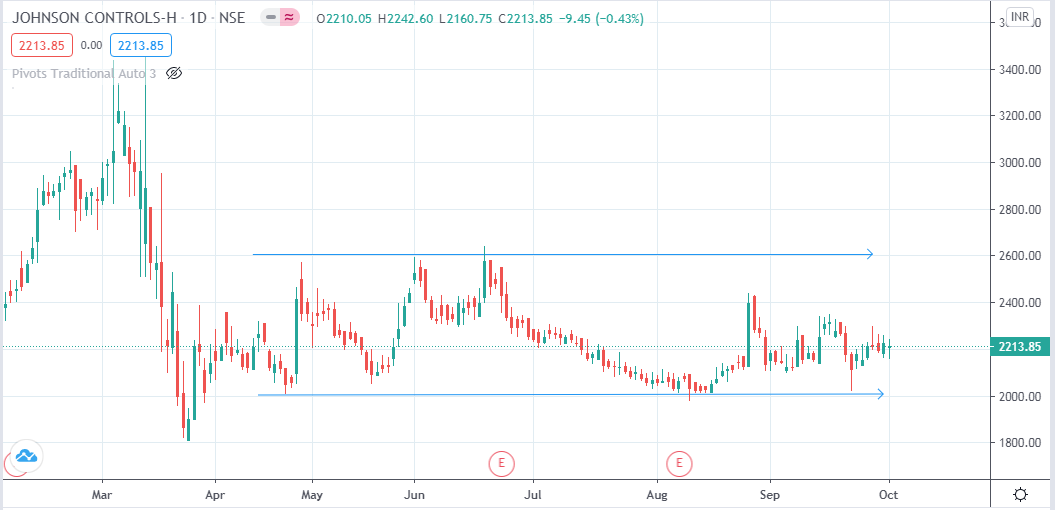 JOHNSON CONTROLS-H · 1D · NSE O2210.05 H2242.60 L2160.75 C2213.85 −9.45 (−0.43%)
INR
2213.85 0.00 2213.85
Pivots Traditional Auto 3
3400.00
3200.00
3000.00
2800.00
2600.00
2400.00
2213.85
2000.00
1800.00
E E
Mar Apr May Jun Jul Aug Sep Oct